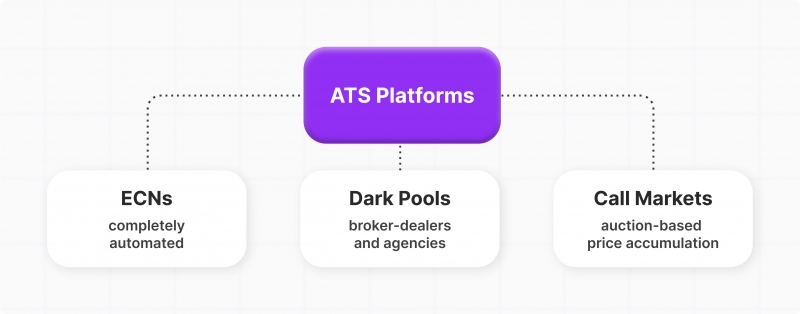 ATS Platforms
ECNs
completely
automated
Dark Pools
broker-dealers
and agencies
Call Markets
auction-based
price accumulation